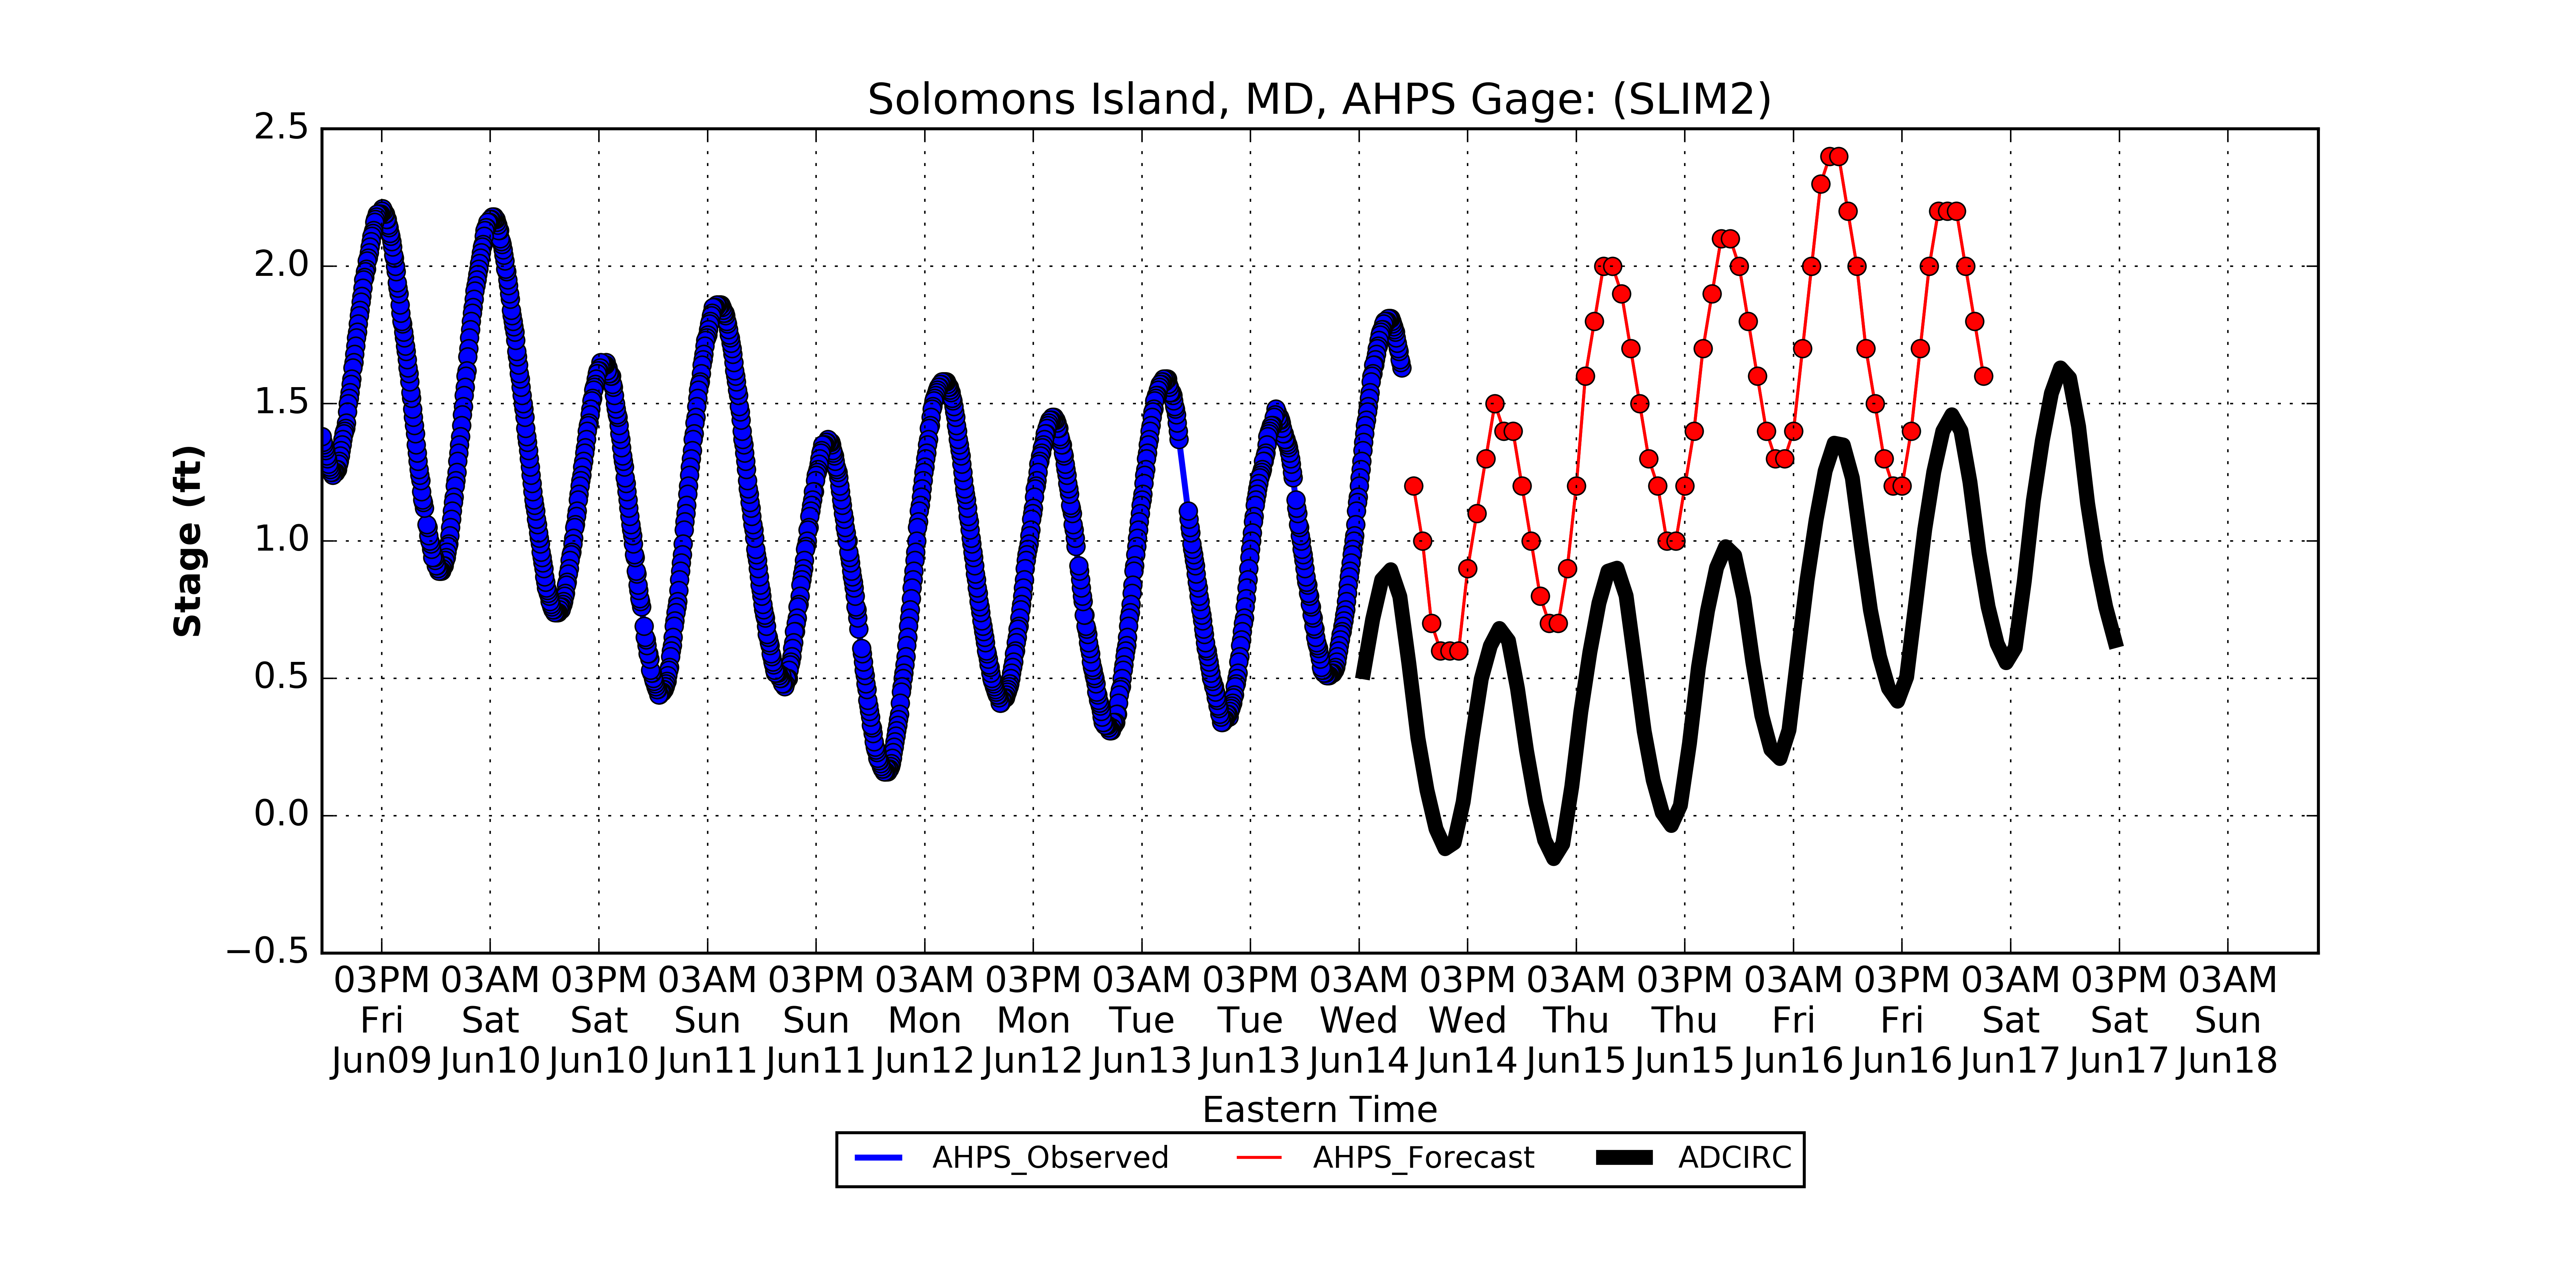 Solomons Island, MD, AHPS Gage: (SLIM2)
2.5
2.0
1.5
1.0
0.5
0.0
−0.5
Stage (ft)
03PM 03AM 03PM 03AM 03PM 03AM 03PM 03AM 03PM 03AM 03PM 03AM 03PM 03AM 03PM 03AM 03PM 03AM
Fri Sat Sat Sun Sun Mon Mon Tue Tue Wed Wed Thu Thu Fri Fri Sat Sat Sun
Jun09 Jun10 Jun10 Jun11 Jun11 Jun12 Jun12 Jun13 Jun13 Jun14 Jun14 Jun15 Jun15 Jun16 Jun16 Jun17 Jun17 Jun18
Eastern Time
AHPS_Observed AHPS_Forecast ADCIRC